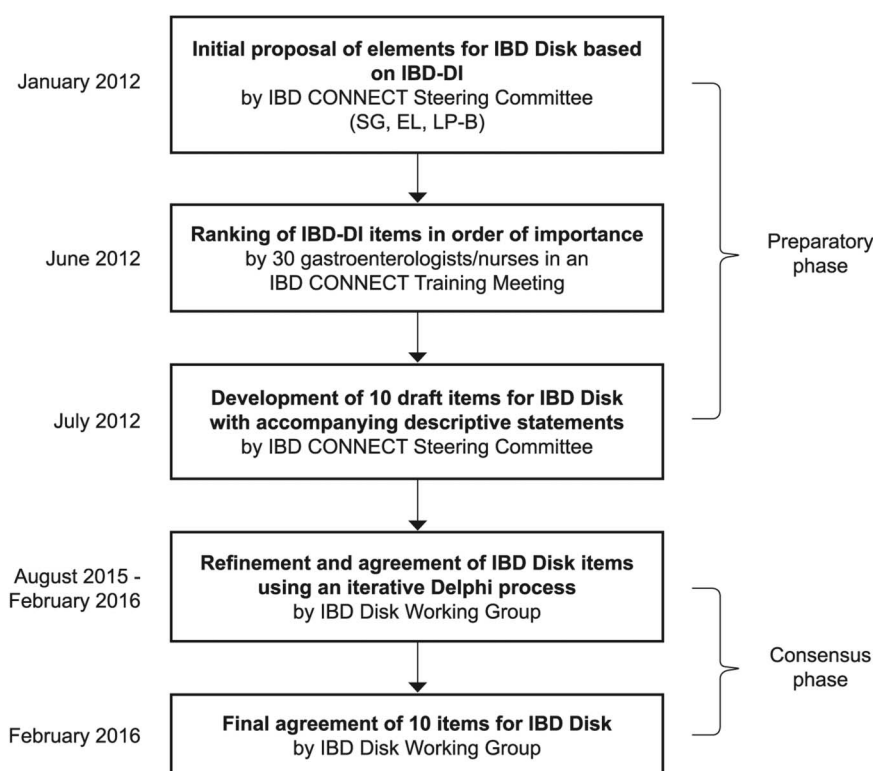 January 2012
Initial proposal of elements for IBD Disk based
on IBD-DI
by IBD CONNECT Steering Committee
(SG, EL, LP-B)
June 2012
Ranking of IBD-DI items in order of importance
by 30 gastroenterologists/nurses in an
IBD CONNECT Training Meeting
Preparatory
phase
July 2012
Development of 10 draft items for IBD Disk
with accompanying descriptive statements
by IBD CONNECT Steering Committee
August 2015 -
February 2016
Refinement and agreement of IBD Disk items
using an iterative Delphi process
by IBD Disk Working Group
Consensus
phase
February 2016
Final agreement of 10 items for IBD Disk
by IBD Disk Working Group